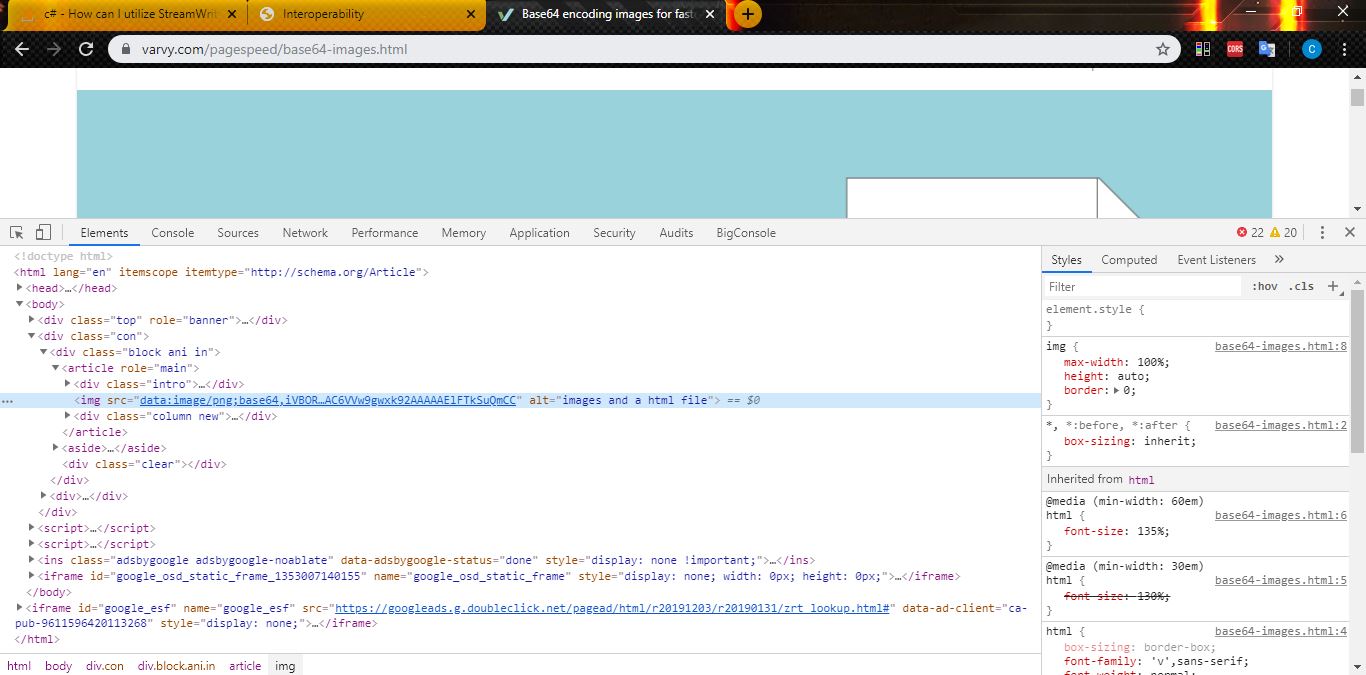 c# - How can I utilize StreamWrit
Interoperability
Base64 encoding images for faste
varvy.com/pagespeed/base64-images.html
CORS
C
Elements Console Sources Network Performance Memory Application Security Audits BigConsole
22 20
<!doctype html>
<html lang="en" itemscope itemtype="http://schema.org/Article">
<head>…</head>
<body>
<div class="top" role="banner">…</div>
<div class="con">
<div class="block ani in">
<article role="main">
<div class="intro">…</div>
<img src="data:image/png;base64,iVBOR…AC6VVw9gwxk92AAAAAElFTkSuQmCC" alt="images and a html file"> == $0
<div class="column new">…</div>
</article>
<aside>…</aside>
<div class="clear"></div>
</div>
<div>…</div>
</div>
<script>…</script>
<script>…</script>
<ins class="adsbygoogle adsbygoogle-noablate" data-adsbygoogle-status="done" style="display: none !important;">…</ins>
<iframe id="google_osd_static_frame_1353007140155" name="google_osd_static_frame" style="display: none; width: 0px; height: 0px;">…</iframe>
</body>
<iframe id="google_esf" name="google_esf" src="https://googleads.g.doubleclick.net/pagead/html/r20191203/r20190131/zrt_lookup.html#" data-ad-client="ca-
pub-9611596420113268" style="display: none;">…</iframe>
</html>
html body div.con div.block.ani.in article img
Styles Computed Event Listeners »
Filter :hov .cls +
element.style {
}
img { base64-images.html:8
max-width: 100%;
height: auto;
border: 0;
}
*, *:before, *:after { base64-images.html:2
box-sizing: inherit;
}
Inherited from html
@media (min-width: 60em)
html { base64-images.html:6
font-size: 135%;
}
@media (min-width: 30em)
html { base64-images.html:5
font-size: 130%;
}
html { base64-images.html:4
box-sizing: border-box;
font-family: 'v',sans-serif;
font-weight: normal;